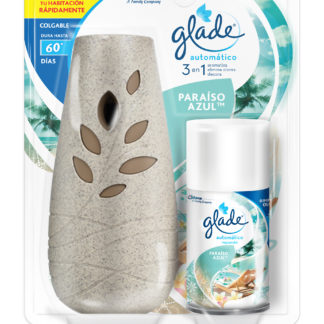 TU HABITACIÓN
RÁPIDAMENTE
A Family Company
COLGABLE
DURA HASTA
60
DÍAS
glade
automático
3 en 1
aromatiza
elimina olores
decora
PARAÍSO
AZUL™
glade
automático
PARAÍSO
AZUL